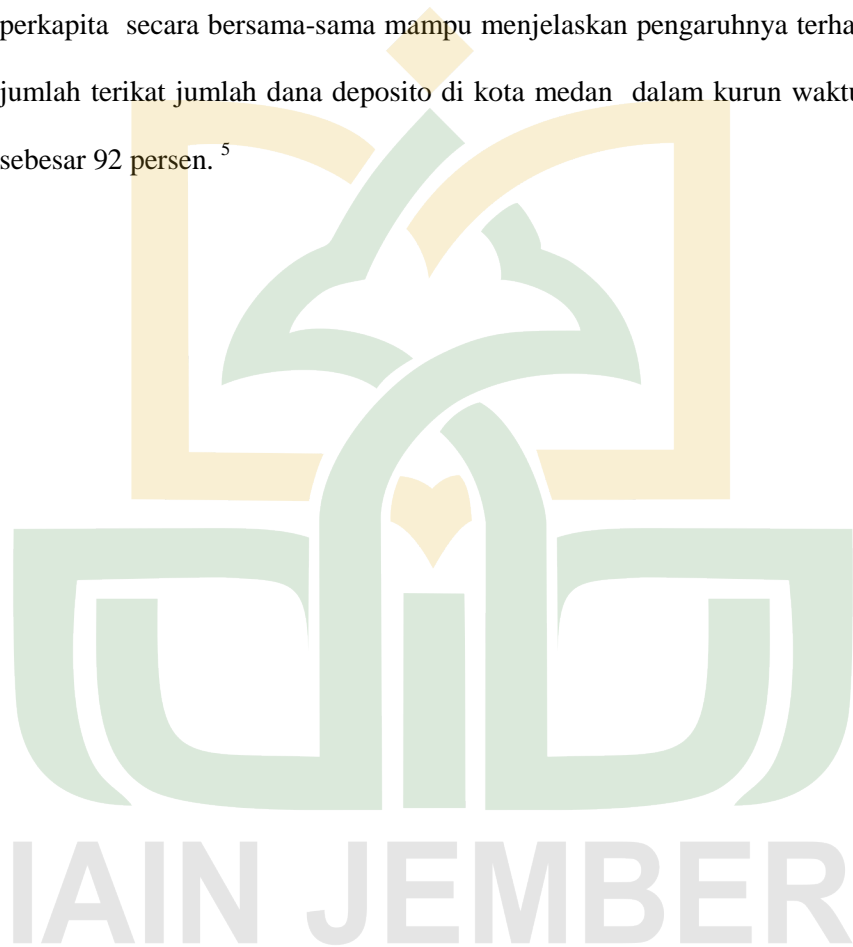 perkapita secara bersama-sama mampu menjelaskan pengaruhnya terha
jumlah terikat jumlah dana deposito di kota medan dalam kurun waktu
sebesar 92 persen. 5
IAIN JEMBER